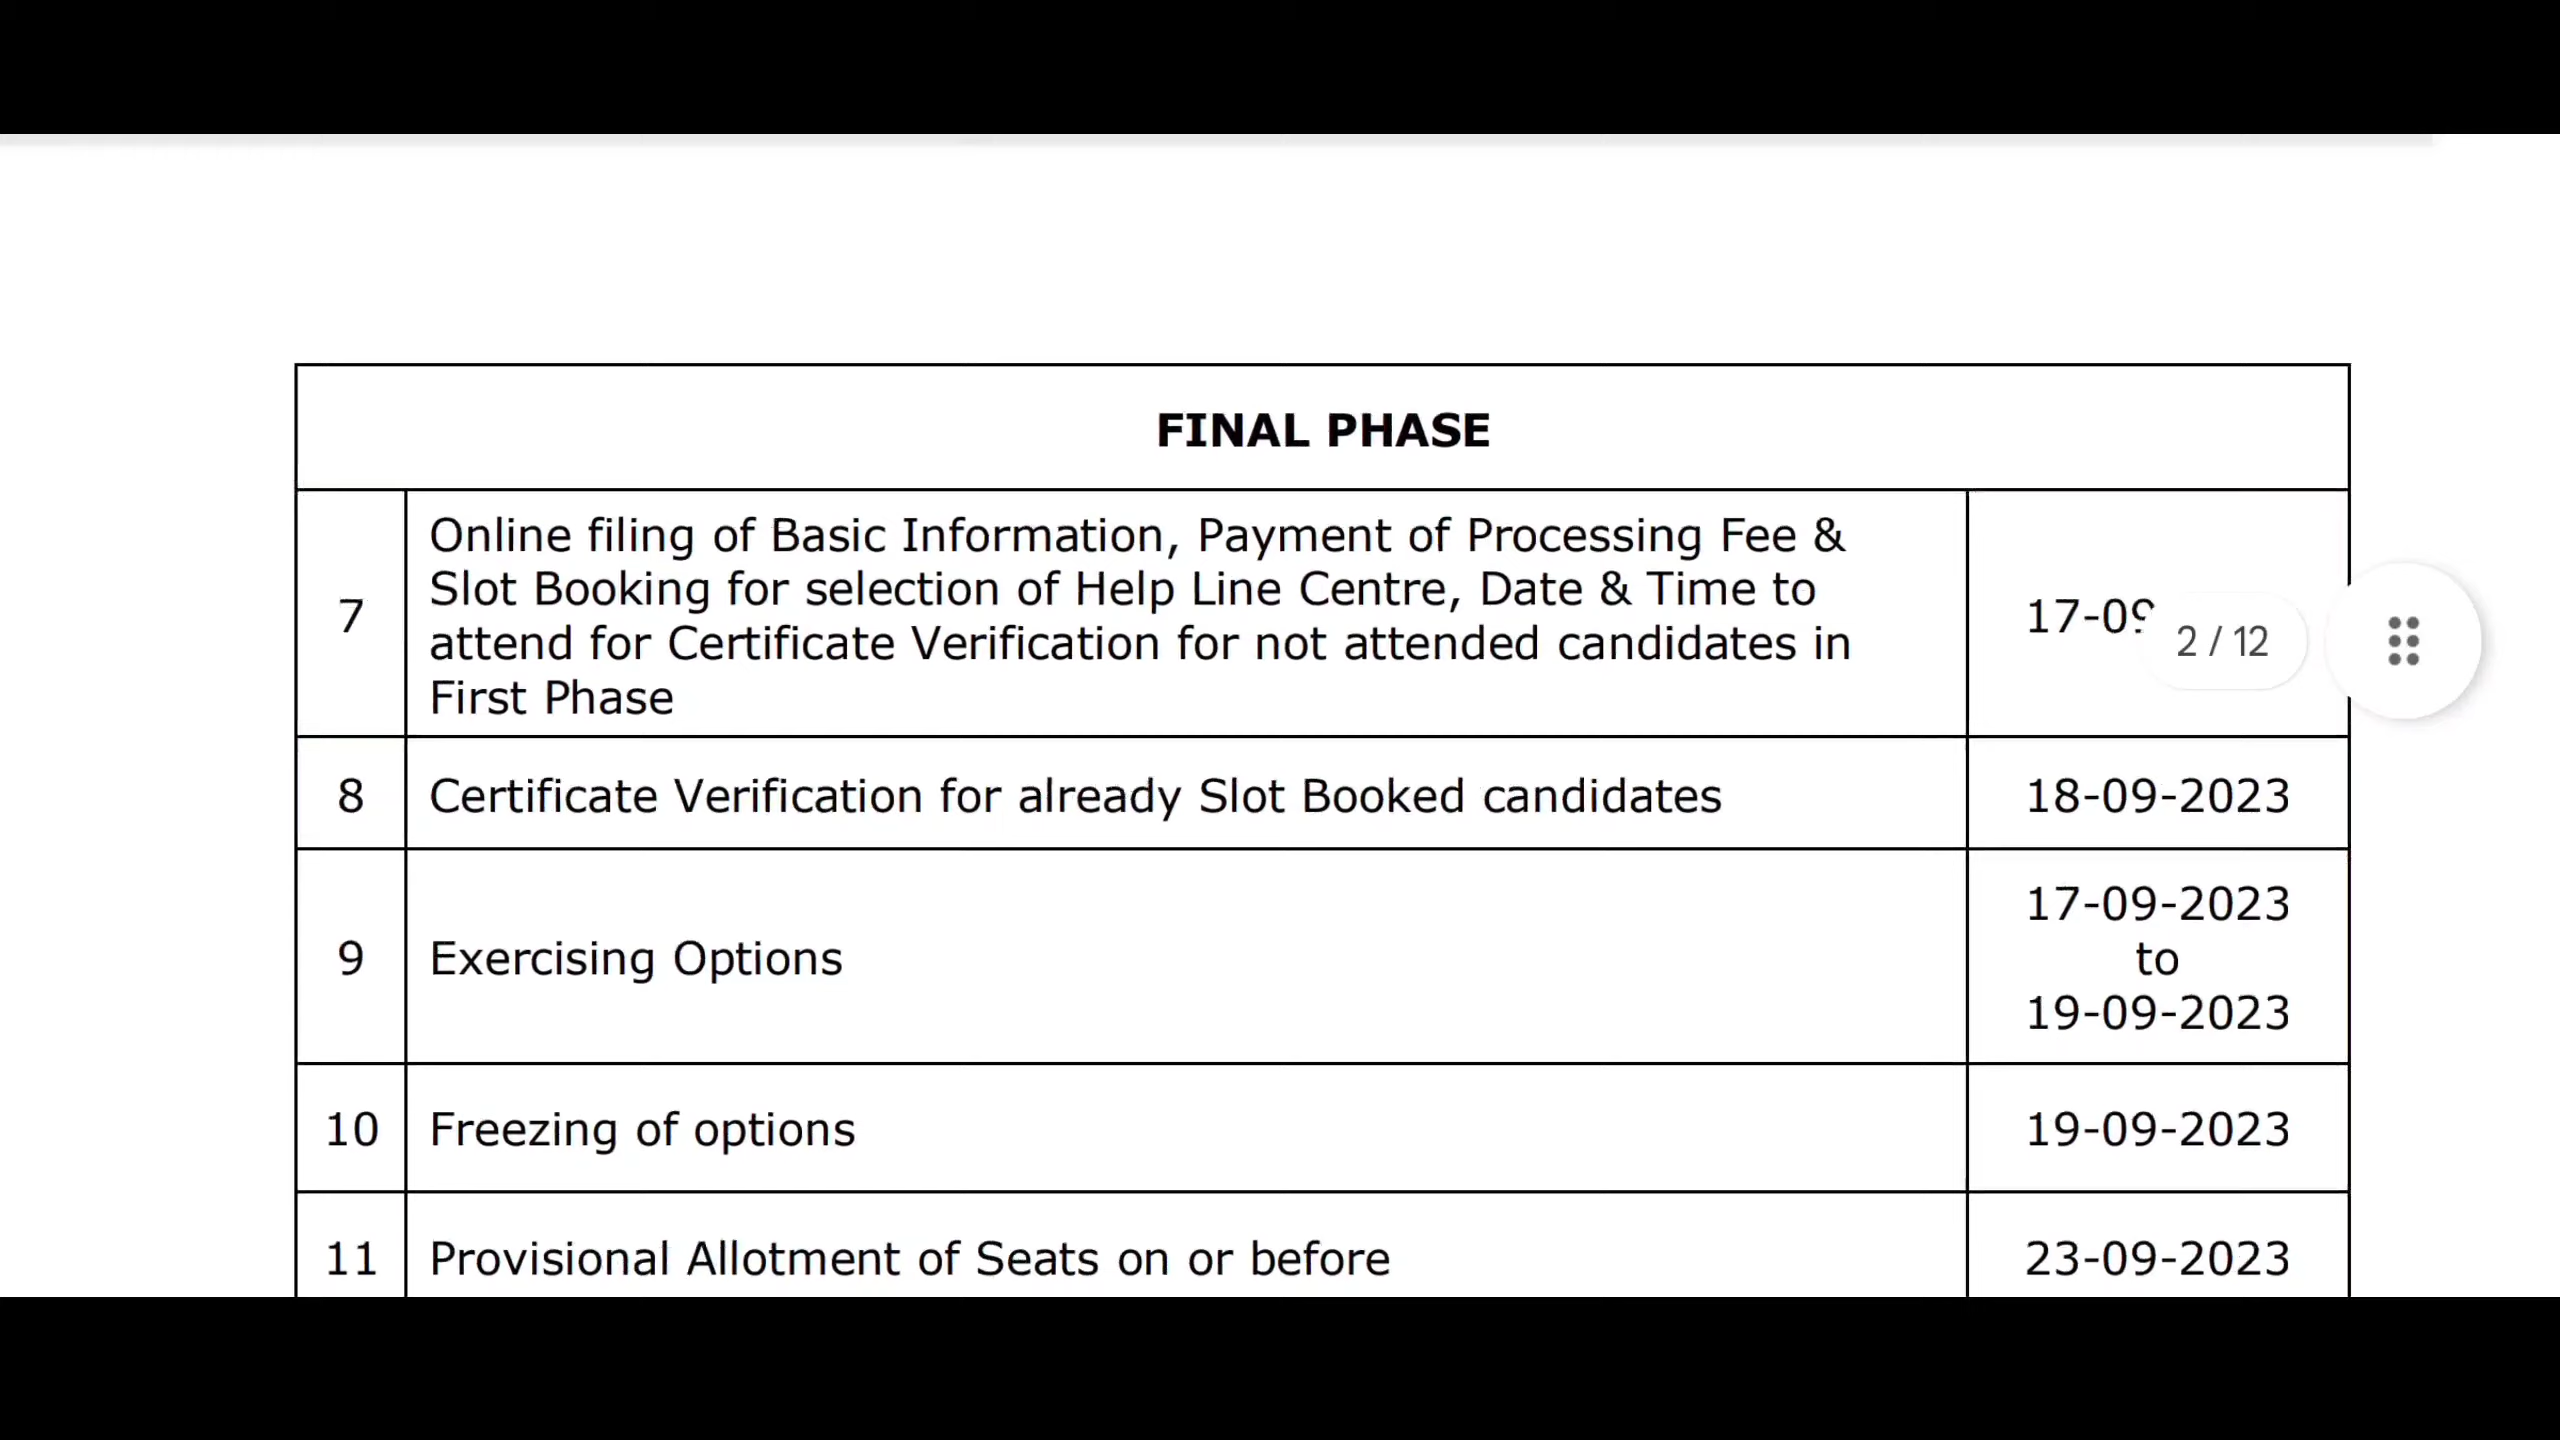 FINAL PHASE
7
Online filing of Basic Information, Payment of Processing Fee &
Slot Booking for selection of Help Line Centre, Date & Time to
attend for Certificate Verification for not attended candidates in
First Phase
17-09
2 / 12
8
Certificate Verification for already Slot Booked candidates
18-09-2023
9
Exercising Options
17-09-2023
to
19-09-2023
10
Freezing of options
19-09-2023
11
Provisional Allotment of Seats on or before
23-09-2023